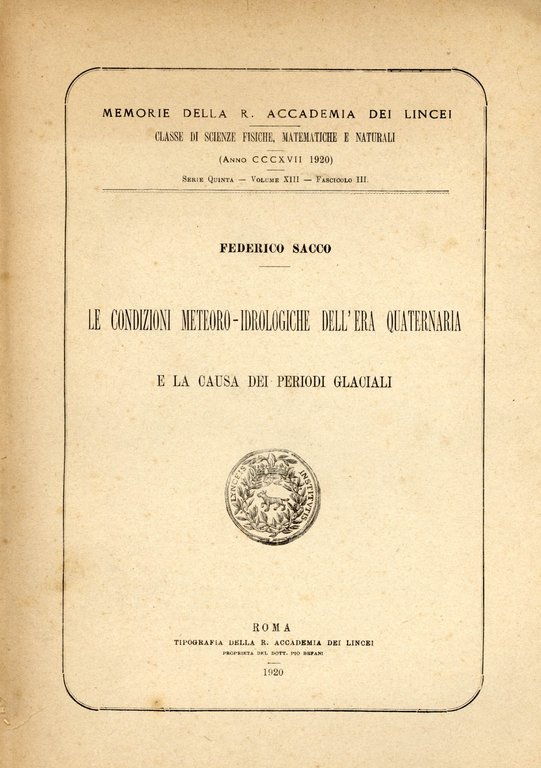 MEMORIE DELLA R. ACCADEMIA DEI LINCEI
CLASSE DI SCIENZE FISICHE, MATEMATICHE E NATURALI
(ANNO CCCXVII 1920)
SERIE QUINTA — VOLUME XIII — FASCICOLO III.
FEDERICO SACCO
LE CONDIZIONI METEORO-IDROLOGICHE DELL'ERA QUATERNARIA
E LA CAUSA DEI PERIODI GLACIALI
LYNCEIS INSTITVTIS
ROMA
TIPOGRAFIA DELLA R. ACCADEMIA DEI LINCEI
PROPRIETÀ DEL DOTT. PIO BEFANI
1920